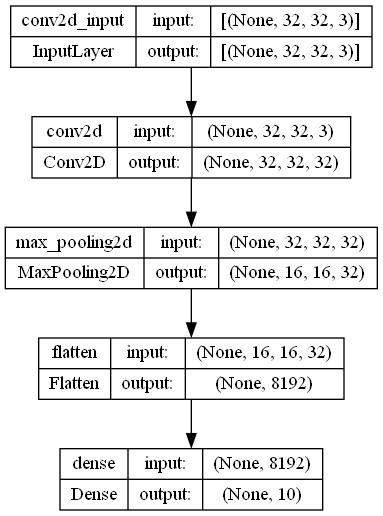 conv2d_input input: [(None, 32, 32, 3)]
InputLayer output: [(None, 32, 32, 3)]
conv2d input: (None, 32, 32, 3)
Conv2D output: (None, 32, 32, 32)
max_pooling2d input: (None, 32, 32, 32)
MaxPooling2D output: (None, 16, 16, 32)
flatten input: (None, 16, 16, 32)
Flatten output: (None, 8192)
dense input: (None, 8192)
Dense output: (None, 10)